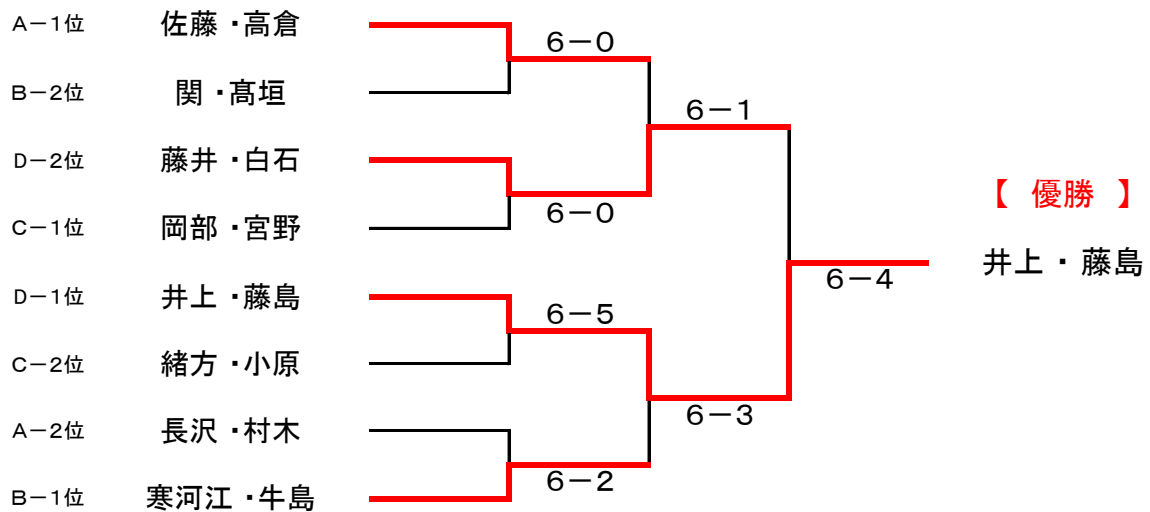 A－1位 佐藤・高倉
6－0
B－2位 関・髙垣
6－1
D－2位 藤井・白石
6－0
C－1位 岡部・宮野
【 優勝 】
井上・藤島
6－4
D－1位 井上・藤島
6－5
C－2位 緒方・小原
6－3
A－2位 長沢・村木
6－2
B－1位 寒河江・牛島